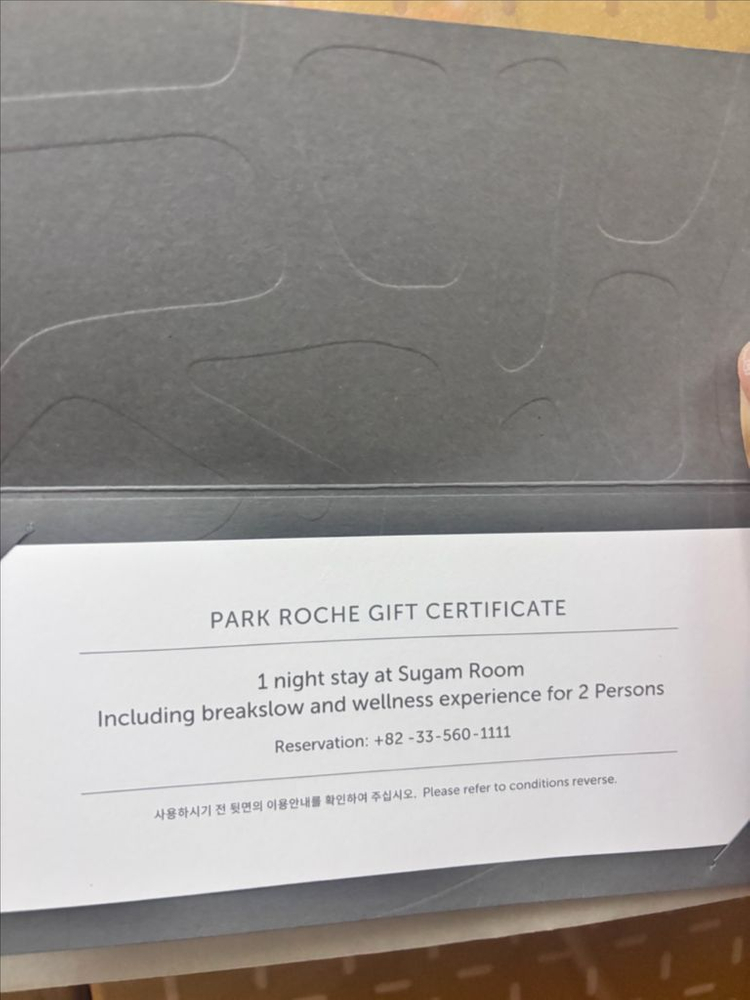 PARK ROCHE GIFT CERTIFICATE
1 night stay at Sugam Room
Including breakslow and wellness experience for 2 Persons
Reservation: +82 -33-560-1111
사용하시기 전 뒷면의 이용안내를 확인하여 주십시오. Please refer to conditions reverse.